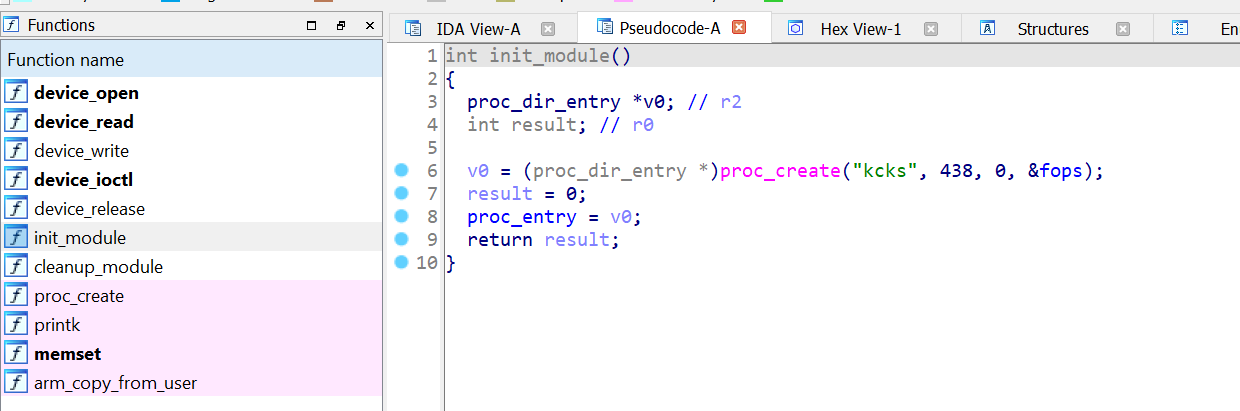 Functions
Function name
device_open
device_read
device_write
device_ioctl
device_release
init_module
cleanup_module
proc_create
printk
memset
arm_copy_from_user
IDA View-A
Pseudocode-A
Hex View-1
Structures
En
1 int init_module()
2 {
3 proc_dir_entry *v0; // r2
4 int result; // r0
5
6 v0 = (proc_dir_entry *)proc_create("kcks", 438, 0, &fops);
7 result = 0;
8 proc_entry = v0;
9 return result;
10 }